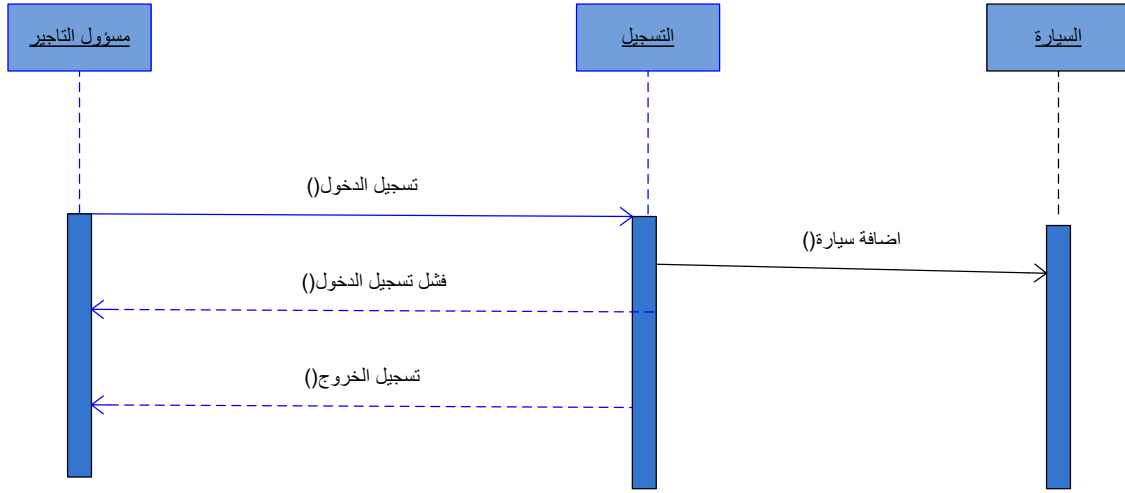 مسؤول التاجير
التسجيل
السيارة
تسجيل الدخول()
اضافة سيارة()
فشل تسجيل الدخول()
تسجيل الخروج()